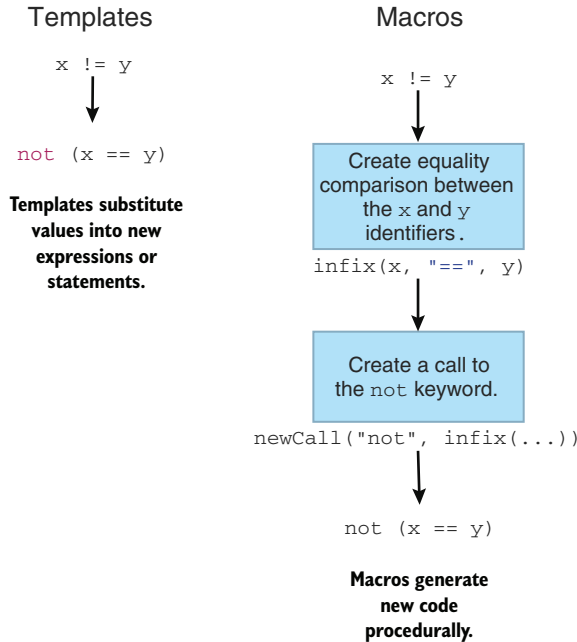 Templates
x != y
not (x == y)
Templates substitute
values into new
expressions or
statements.
Macros
x != y
Create equality
comparison between
the x and y
identifiers.
infix(x, "==", y)
Create a call to
the not keyword.
newCall("not", infix(...))
not (x == y)
Macros generate
new code
procedurally.